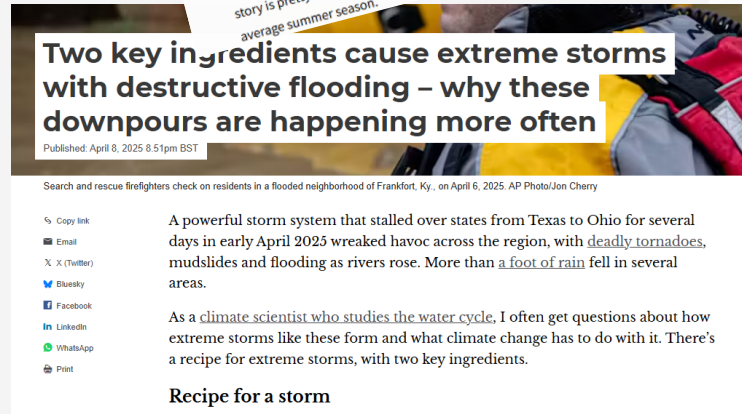 story is
average summer season.
Two key ingredients cause extreme storms
with destructive flooding – why these
downpours are happening more often
Published: April 8, 2025 8.51pm BST
Search and rescue firefighters check on residents in a flooded neighborhood of Frankfort, Ky., on April 6, 2025. AP Photo/Jon Cherry
Copy link
Email
X (Twitter)
Bluesky
Facebook
LinkedIn
WhatsApp
Print
A powerful storm system that stalled over states from Texas to Ohio for several
days in early April 2025 wreaked havoc across the region, with deadly tornadoes,
mudslides and flooding as rivers rose. More than a foot of rain fell in several
areas.
As a climate scientist who studies the water cycle, I often get questions about how
extreme storms like these form and what climate change has to do with it. There’s
a recipe for extreme storms, with two key ingredients.
Recipe for a storm